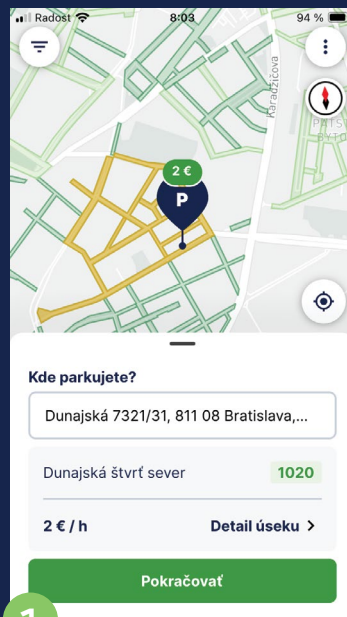 Radost
8:03
94 %
Karadžičova
2 €
P
Kde parkujete?
Dunajská 7321/31, 811 08 Bratislava,...
Dunajská štvrť sever
1020
2 € / h
Detail úseku
Pokračovať
1